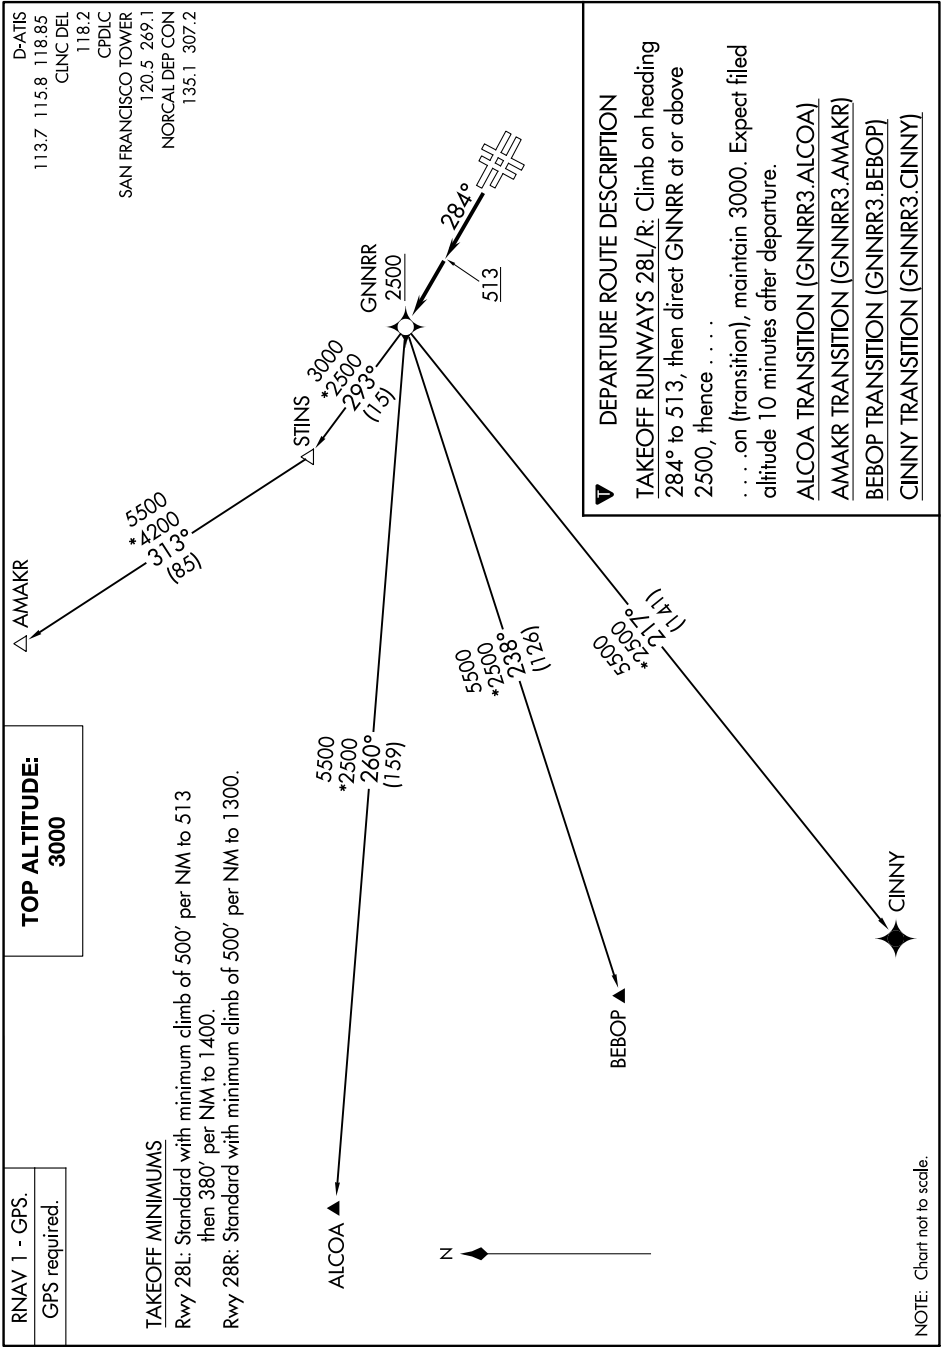 RNAV 1 - GPS.
GPS required.
TOP ALTITUDE:
3000
D-ATIS
113.7 115.8 118.85
CLNC DEL
118.2
CPDLC
SAN FRANCISCO TOWER
120.5 269.1
NORCAL DEP CON
135.1 307.2
AMAKR
5500
*4200
313°
(85)
STINS
3000
*2500
293°
(15)
GNNRR
2500
284°
513
TAKEOFF MINIMUMS
Rwy 28L: Standard with minimum climb of 500' per NM to 513
then 380' per NM to 1400.
Rwy 28R: Standard with minimum climb of 500' per NM to 1300.
5500
*2500
260°
(159)
ALCOA
5500
*2500
238°
(126)
BEBOP
5500
*2500
217°
(141)
CINNY
N
T
DEPARTURE ROUTE DESCRIPTION
TAKEOFF RUNWAYS 28L/R: Climb on heading
284° to 513, then direct GNNRR at or above
2500, thence . . . .
. . . .on (transition), maintain 3000. Expect filed
altitude 10 minutes after departure.
ALCOA TRANSITION (GNNRR3.ALCOA)
AMAKR TRANSITION (GNNRR3.AMAKR)
BEBOP TRANSITION (GNNRR3.BEBOP)
CINNY TRANSITION (GNNRR3.CINNY)
NOTE: Chart not to scale.